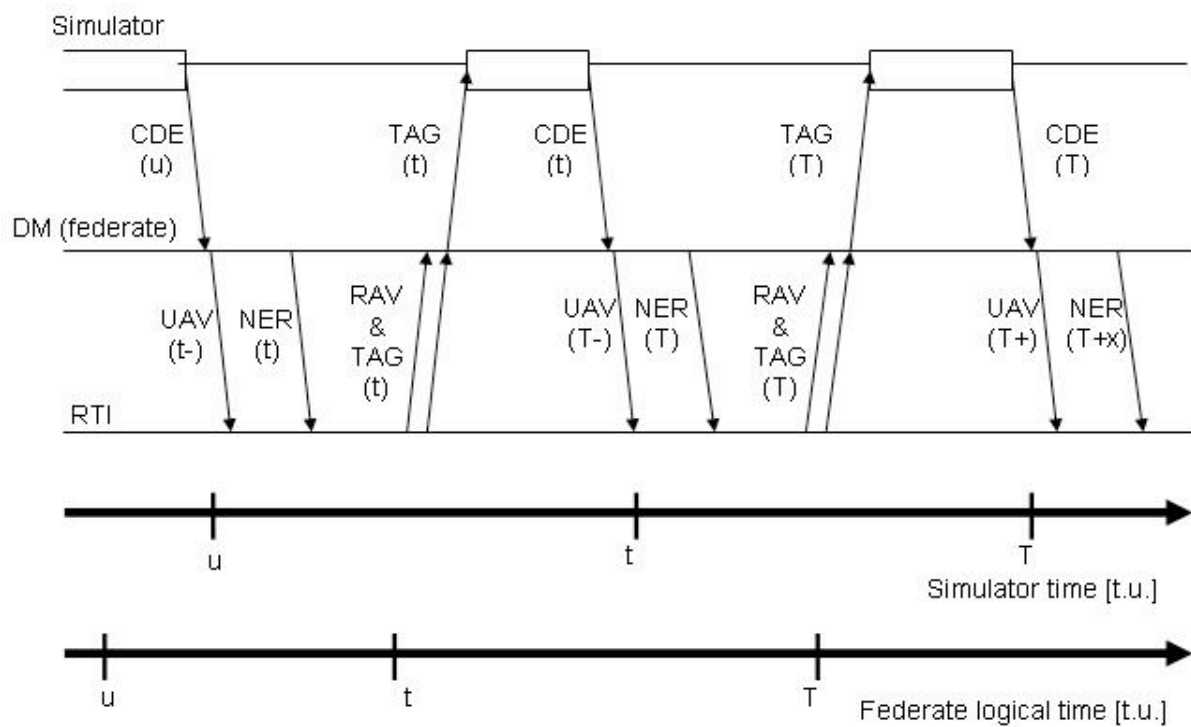 Simulator
CDE
(u)
TAG
(t)
CDE
(t)
TAG
(T)
CDE
(T)
DM (federate)
UAV
(t-)
NER
(t)
RAV
&
TAG
(t)
UAV
(T-)
NER
(T)
RAV
&
TAG
(T)
UAV
(T+)
NER
(T+x)
RTI
u
t
T
Simulator time [t.u.]
u
t
T
Federate logical time [t.u.]